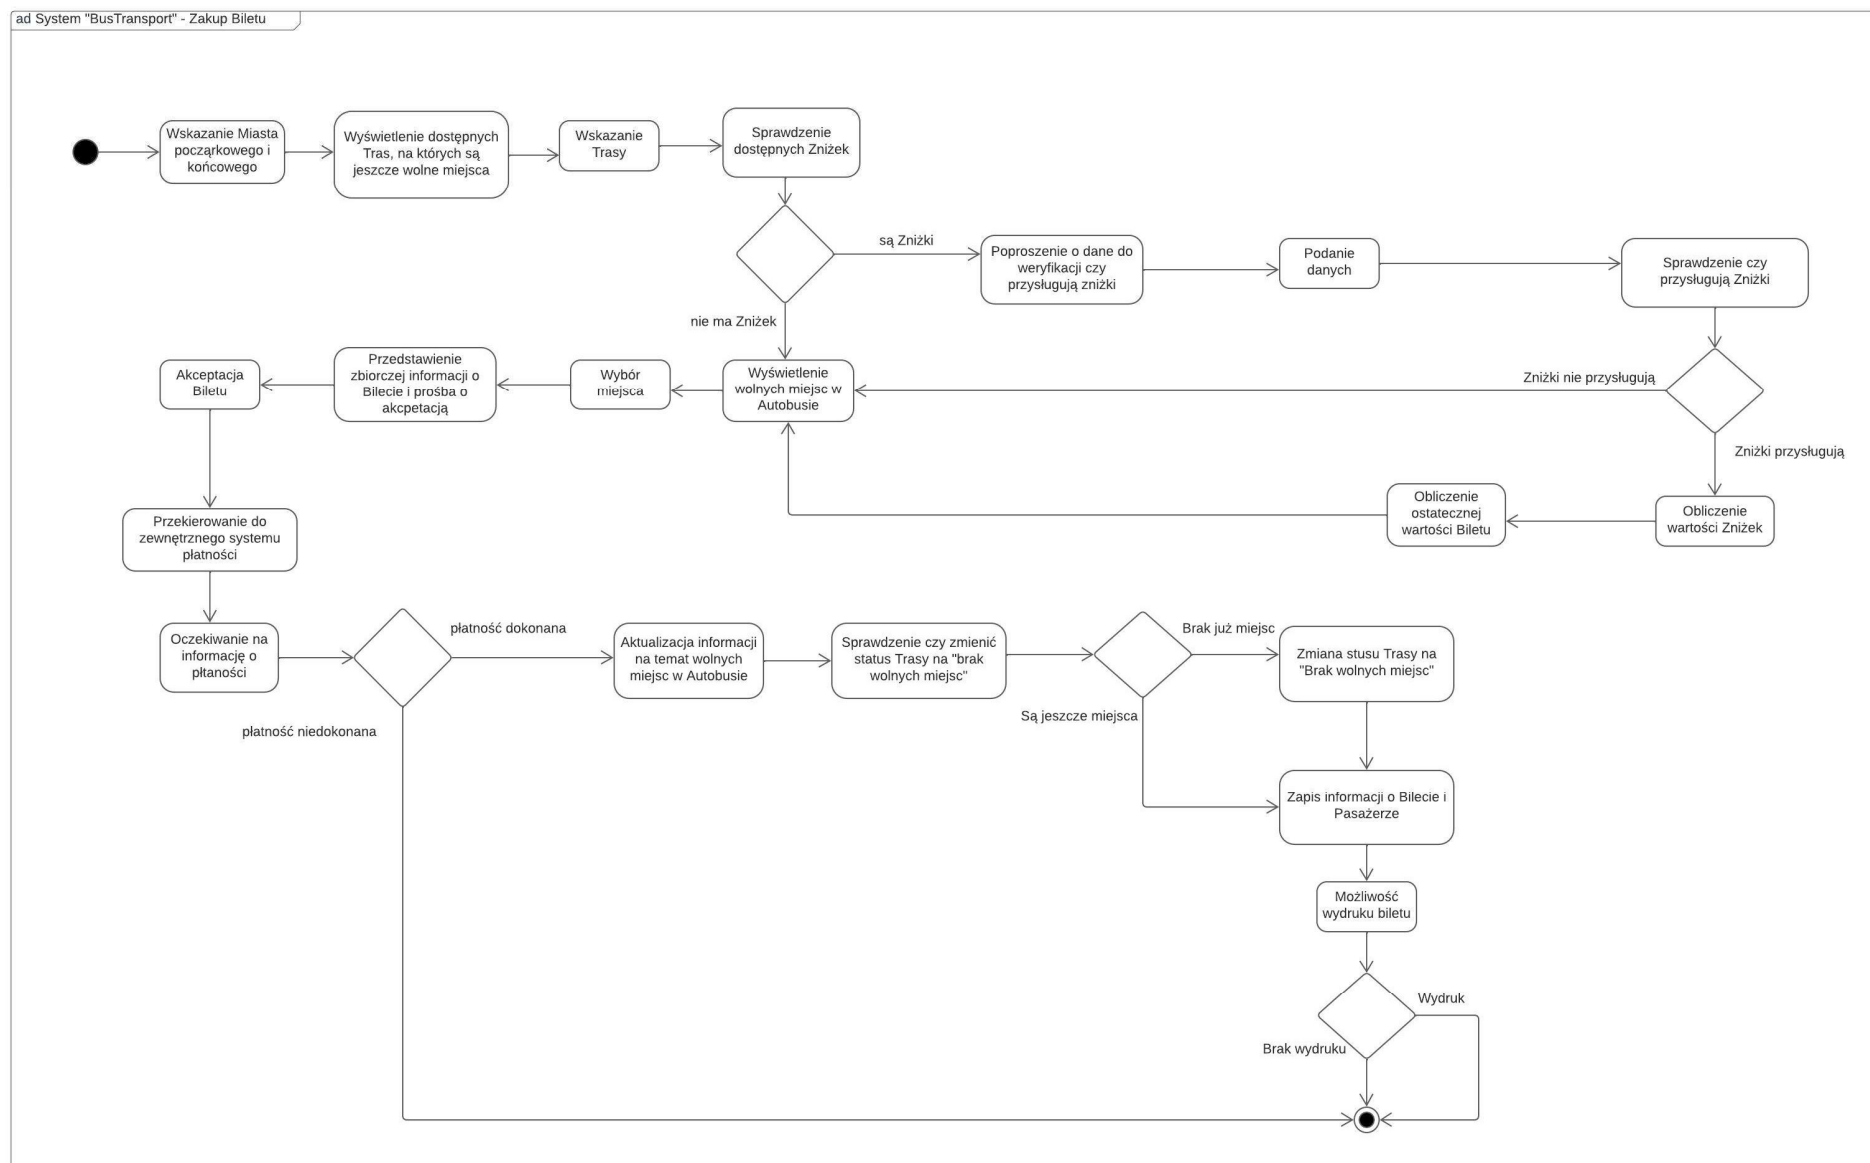 ad System "BusTransport" - Zakup Biletu
Wskazanie Miasta
począrkowego i
końcowego
Wyświetlenie dostępnych
Tras, na których są
jeszcze wolne miejsca
Wskazanie
Trasy
Sprawdzenie
dostępnych Zniżek
są Zniżki
Poproszenie o dane do
weryfikacji czy
przysługują zniżki
Podanie
danych
Sprawdzenie czy
przysługują Zniżki
nie ma Zniżek
Akceptacja
Biletu
Przedstawienie
zbiorczej informacji o
Bilecie i prośba o
akcpetacją
Wybór
miejsca
Wyświetlenie
wolnych miejsc w
Autobusie
Zniżki nie przysługują
Zniżki przysługują
Obliczenie
ostatecznej
wartości Biletu
Obliczenie
wartości Zniżek
Przekierowanie do
zewnętrznego systemu
płatności
Oczekiwanie na
informację o
płtaności
płatność dokonana
płatność niedokonana
Aktualizacja informacji
na temat wolnych
miejsc w Autobusie
Sprawdzenie czy zmienić
status Trasy na "brak
wolnych miejsc"
Brak już miejsc
Są jeszcze miejsca
Zmiana stusu Trasy na
"Brak wolnych miejsc"
Zapis informacji o Bilecie i
Pasażerze
Możliwość
wydruku biletu
Wydruk
Brak wydruku